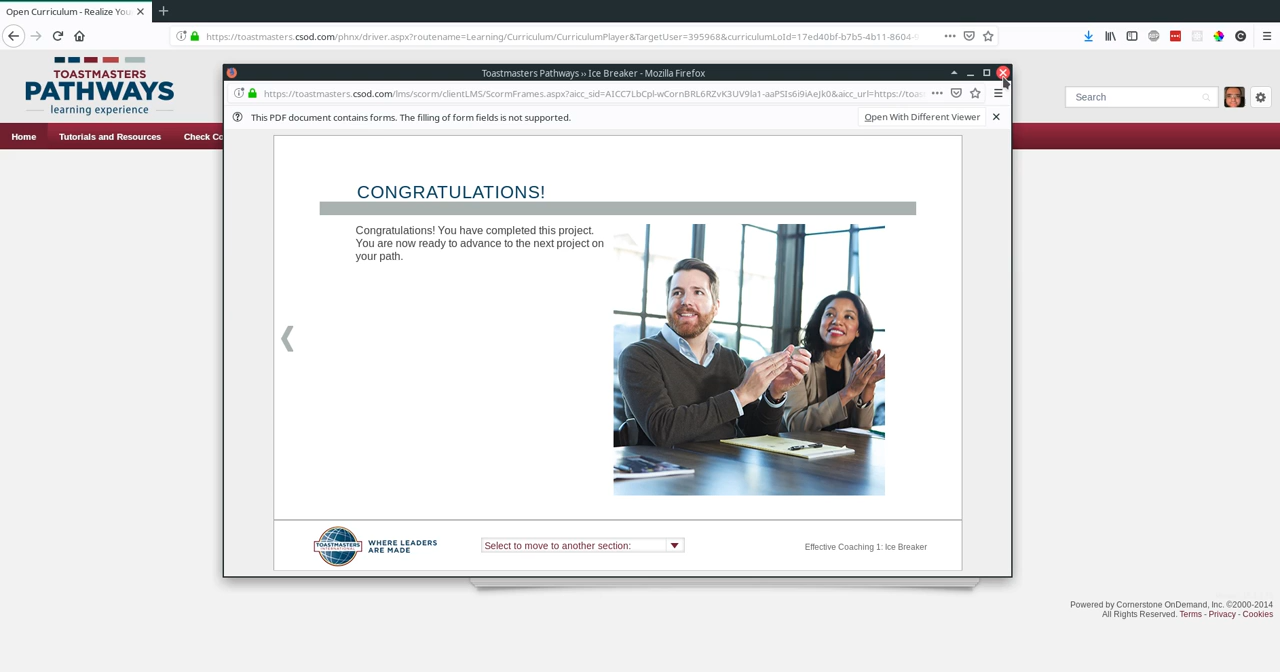 Open Curriculum - Realize You
https://toastmasters.csod.com/phnx/driver.aspx?routename=Learning/Curriculum/CurriculumPlayer&TargetUser=395968&curriculumLoId=17ed40bf-b7b5-4b11-8604-9
TOASTMASTERS
PATHWAYS
learning experience
Search
Home
Tutorials and Resources
Check Co
Toastmasters Pathways ›› Ice Breaker - Mozilla Firefox
https://toastmasters.csod.com/lms/scorm/clientLMS/ScormFrames.aspx?aicc_sid=AICC7LbCpl-wCornBRL6RZvK3UV9la1-aaPSIs6i9iAeJk0&aicc_url=https://toas
This PDF document contains forms. The filling of form fields is not supported.
Open With Different Viewer
CONGRATULATIONS!
Congratulations! You have completed this project.
You are now ready to advance to the next project on
your path.
TOASTMASTERS
INTERNATIONAL
WHERE LEADERS
ARE MADE
Select to move to another section:
Effective Coaching 1: Ice Breaker
Powered by Cornerstone OnDemand, Inc. ©2000-2014
All Rights Reserved. Terms - Privacy - Cookies